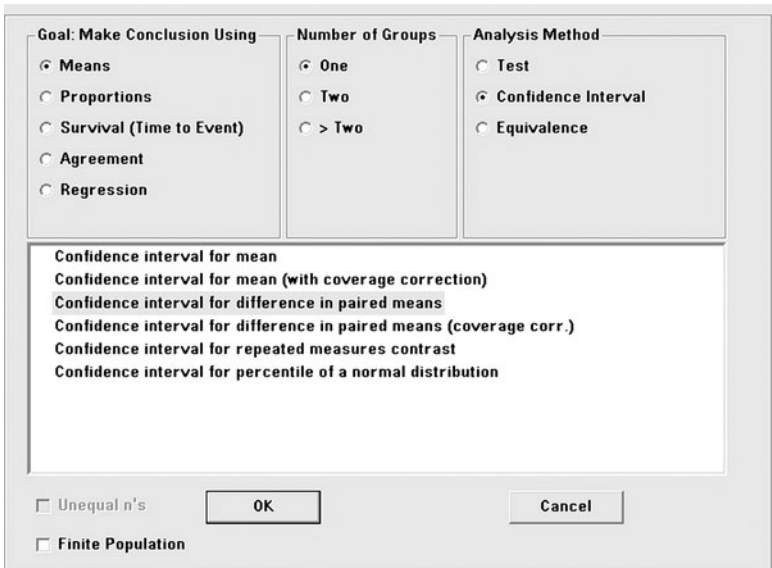 Goal: Make Conclusion Using
Means
Proportions
Survival (Time to Event)
Agreement
Regression
Number of Groups
One
Two
> Two
Analysis Method
Test
Confidence Interval
Equivalence
Confidence interval for mean
Confidence interval for mean (with coverage correction)
Confidence interval for difference in paired means
Confidence interval for difference in paired means (coverage corr.)
Confidence interval for repeated measures contrast
Confidence interval for percentile of a normal distribution
Unequal n's
OK
Cancel
Finite Population